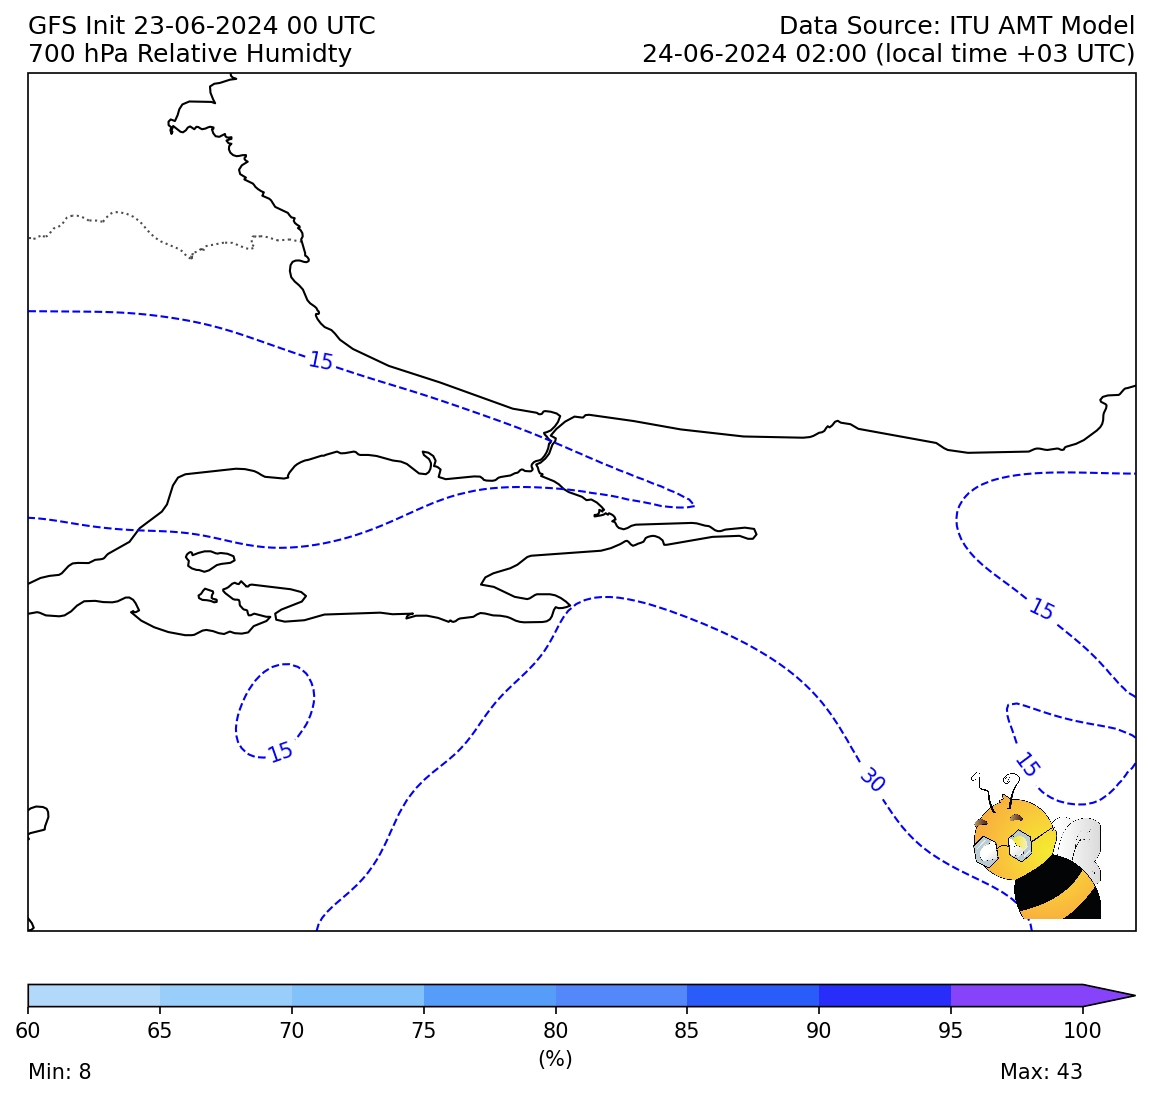 GFS Init 23-06-2024 00 UTC
Data Source: ITU AMT Model
700 hPa Relative Humidty
24-06-2024 02:00 (local time +03 UTC)
15
15
15
15
30
60 65 70 75 80 85 90 95 100
(%)
Min: 8
Max: 43